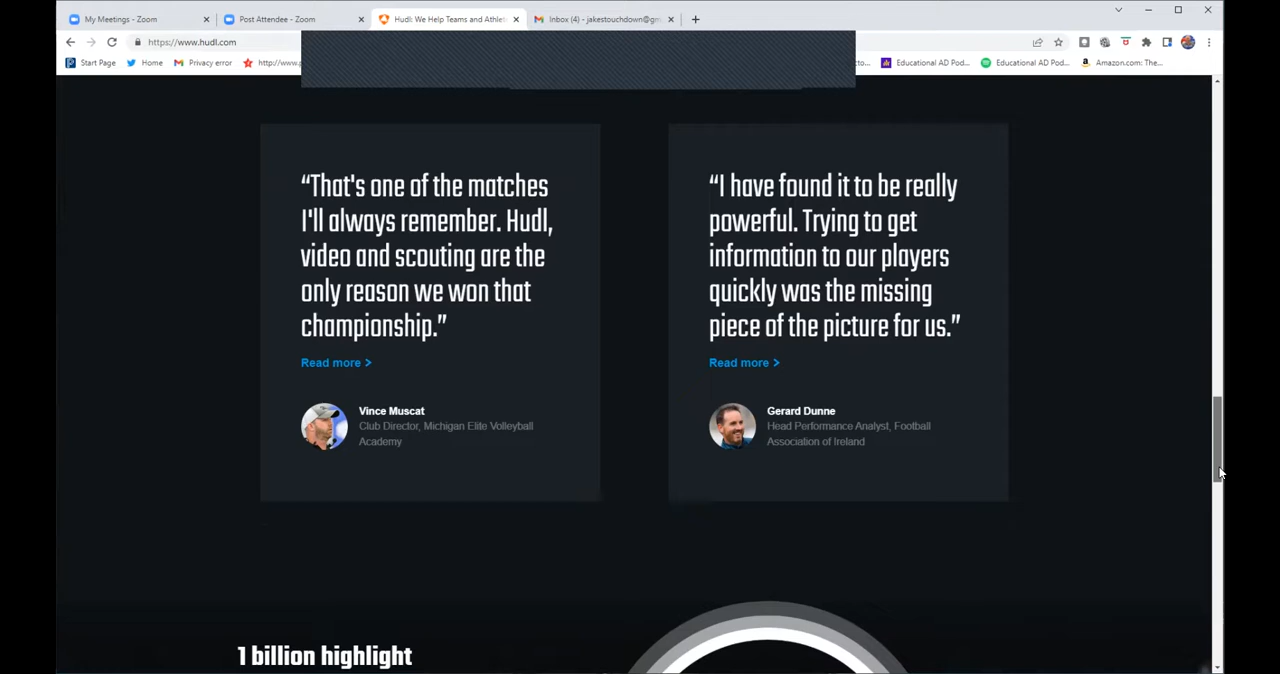 My Meetings - Zoom
Post Attendee - Zoom
Hudl: We Help Teams and Athle
Inbox (4) - jakestouchdown@gm
https://www.hudl.com
Start Page
Home
Privacy error
http://www.p
Educational AD Pod...
Educational AD Pod...
Amazon.com: The...
“That's one of the matches
I'll always remember. Hudl,
video and scouting are the
only reason we won that
championship.”
Read more >
Vince Muscat
Club Director, Michigan Elite Volleyball
Academy
“I have found it to be really
powerful. Trying to get
information to our players
quickly was the missing
piece of the picture for us.”
Read more >
Gerard Dunne
Head Performance Analyst, Football
Association of Ireland
1 billion highlight